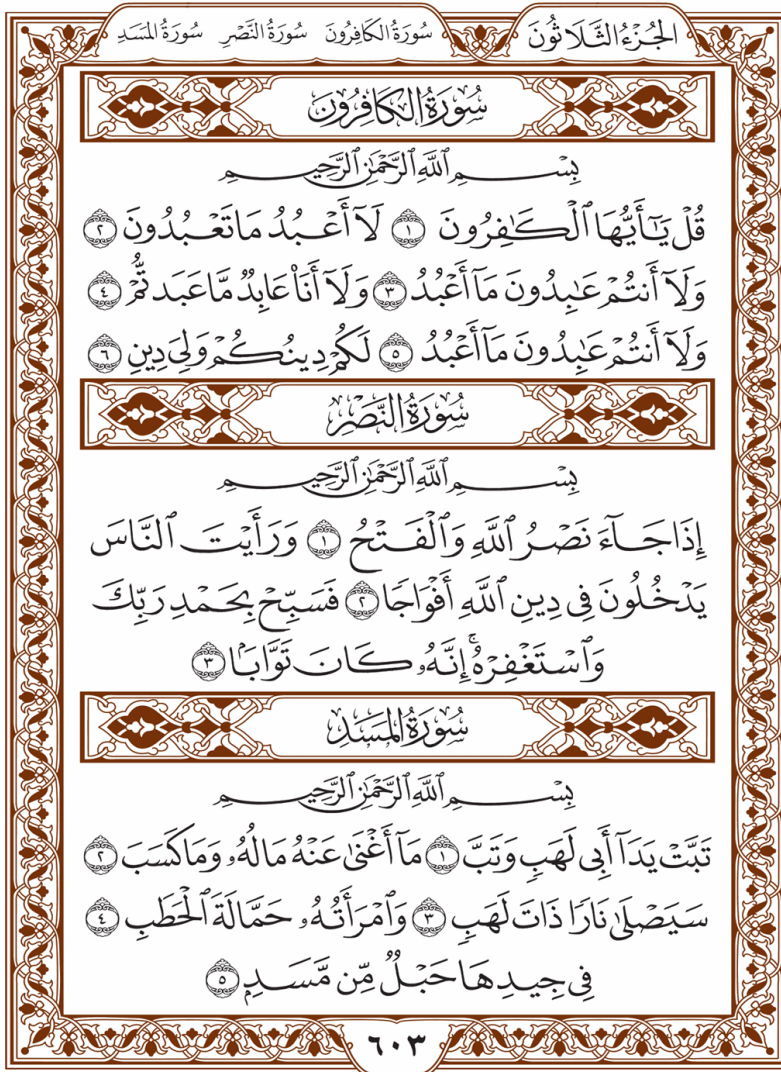 الجُزْءُ الثَّلَاثُونَ سُورَةُ الكَافِرُونَ سُورَةُ النَّصْرِ سُورَةُ المَسَدِ
سُورَةُ الكَافِرُونَ
بِسْمِ ٱللَّهِ ٱلرَّحْمَٰنِ ٱلرَّحِيمِ
قُلْ يَٰٓأَيُّهَا ٱلْكَٰفِرُونَ ١ لَآ أَعْبُدُ مَا تَعْبُدُونَ ٢
وَلَآ أَنتُمْ عَٰبِدُونَ مَآ أَعْبُدُ ٣ وَلَآ أَنَا۠ عَابِدٌ مَّا عَبَدتُّمْ ٤
وَلَآ أَنتُمْ عَٰبِدُونَ مَآ أَعْبُدُ ٥ لَكُمْ دِينُكُمْ وَلِيَ دِينِ ٦
سُورَةُ النَّصْرِ
بِسْمِ ٱللَّهِ ٱلرَّحْمَٰنِ ٱلرَّحِيمِ
إِذَا جَآءَ نَصْرُ ٱللَّهِ وَٱلْفَتْحُ ١ وَرَأَيْتَ ٱلنَّاسَ
يَدْخُلُونَ فِي دِينِ ٱللَّهِ أَفْوَاجًا ٢ فَسَبِّحْ بِحَمْدِ رَبِّكَ
وَٱسْتَغْفِرْهُۚ إِنَّهُۥ كَانَ تَوَّابًۢا ٣
سُورَةُ المَسَدِ
بِسْمِ ٱللَّهِ ٱلرَّحْمَٰنِ ٱلرَّحِيمِ
تَبَّتْ يَدَآ أَبِي لَهَبٍ وَتَبَّ ١ مَآ أَغْنَىٰ عَنْهُ مَالُهُۥ وَمَا كَسَبَ ٢
سَيَصْلَىٰ نَارًا ذَاتَ لَهَبٍ ٣ وَٱمْرَأَتُهُۥ حَمَّالَةَ ٱلْحَطَبِ ٤
فِي جِيدِهَا حَبْلٌ مِّن مَّسَدٍۭ ٥
٦٠٣